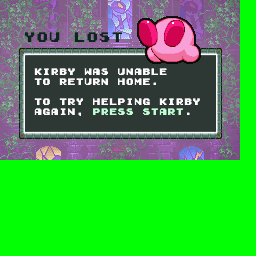 YOU LOST
KIRBY WAS UNABLE
TO RETURN HOME.
TO TRY HELPING KIRBY
AGAIN, PRESS START.